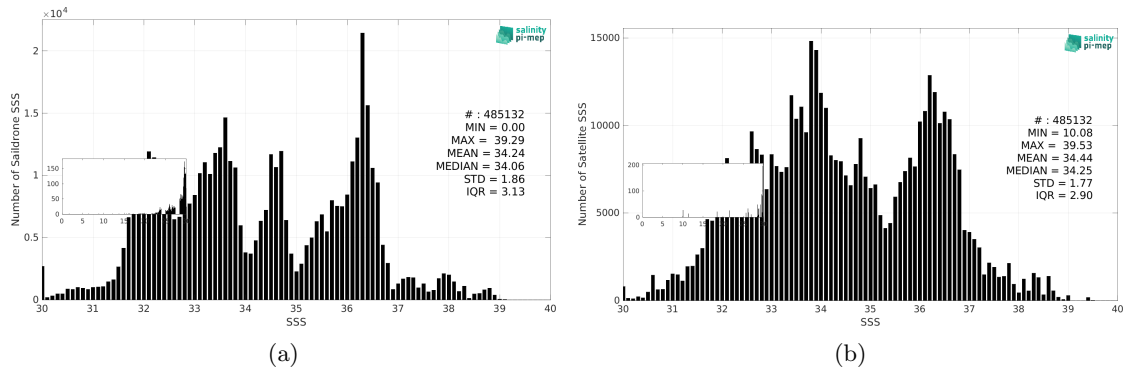 ×10⁴
salinity
pi-mep
2
1.5
1
0.5
0
Number of Saildrone SSS
# : 485132
MIN = 0.00
MAX = 39.29
MEAN = 34.24
MEDIAN = 34.06
STD = 1.86
IQR = 3.13
150
100
50
0
0 5 10 15
30 31 32 33 34 35 36 37 38 39 40
SSS
(a)
salinity
pi-mep
15000
10000
5000
0
Number of Satellite SSS
# : 485132
MIN = 10.08
MAX = 39.53
MEAN = 34.44
MEDIAN = 34.25
STD = 1.77
IQR = 2.90
200
100
0
0 5 10 15
30 31 32 33 34 35 36 37 38 39 40
SSS
(b)